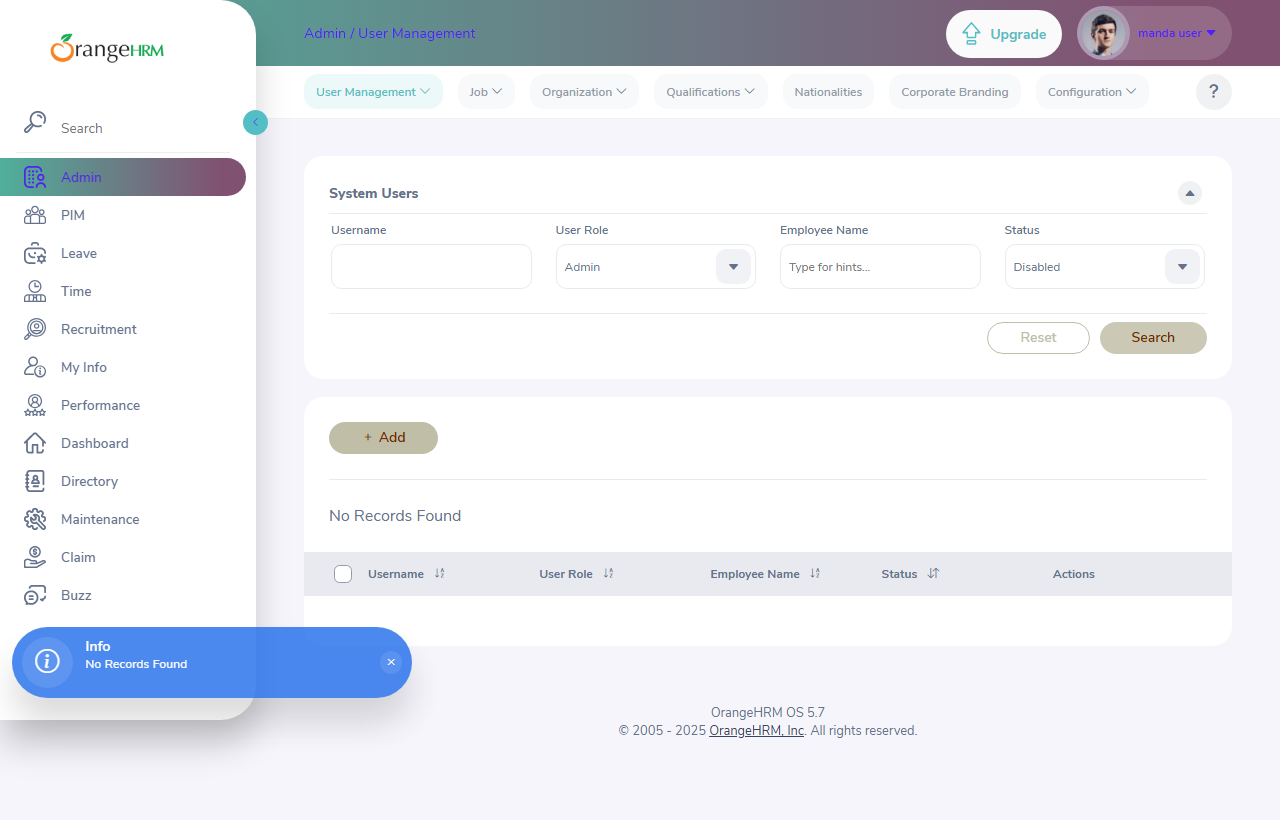 OrangeHRM
Admin / User Management
Upgrade
manda user
User Management
Job
Organization
Qualifications
Nationalities
Corporate Branding
Configuration
?
Search
Admin
PIM
Leave
Time
Recruitment
My Info
Performance
Dashboard
Directory
Maintenance
Claim
Buzz
System Users
Username User Role Employee Name Status
Admin Type for hints... Disabled
Reset Search
+ Add
No Records Found
Username User Role Employee Name Status Actions
Info
No Records Found
OrangeHRM OS 5.7
© 2005 - 2025 OrangeHRM, Inc. All rights reserved.